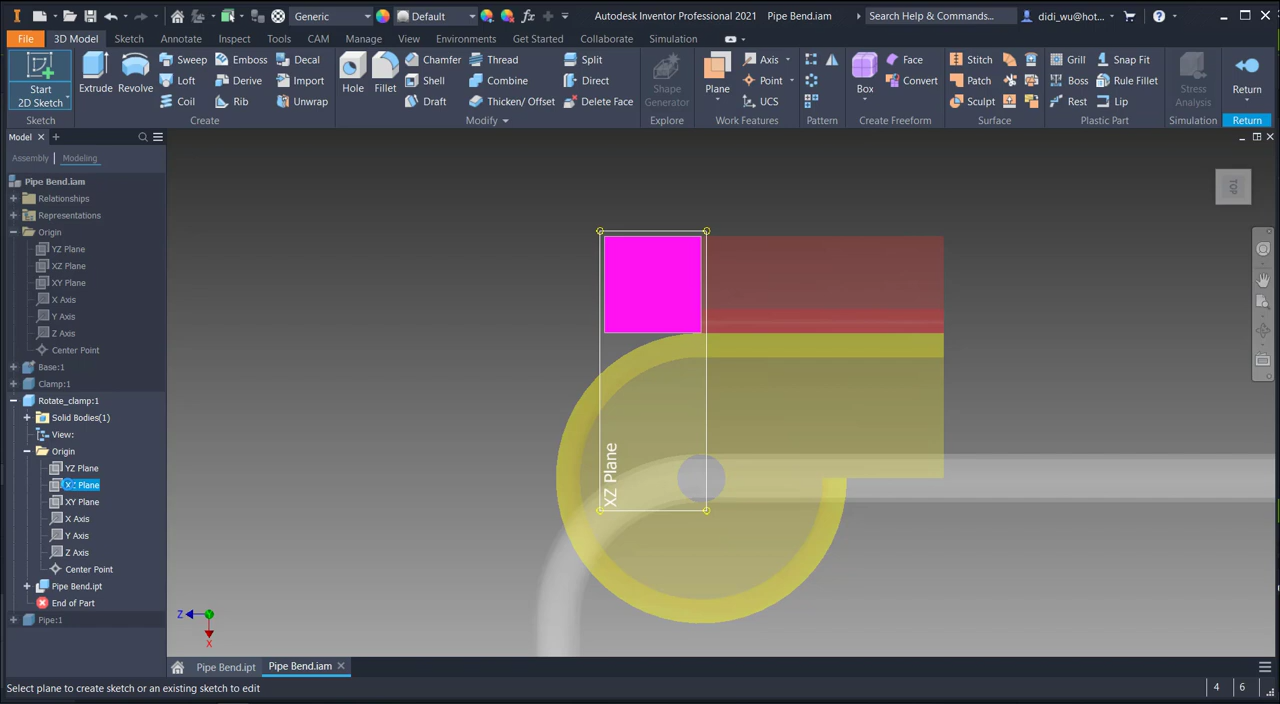 Generic
Default
Autodesk Inventor Professional 2021 Pipe Bend.iam
Search Help & Commands...
didi_wu@hot...
File 3D Model Sketch Annotate Inspect Tools CAM Manage View Environments Get Started Collaborate Simulation
Start
2D Sketch
Extrude
Revolve
Sweep
Loft
Coil
Emboss
Derive
Rib
Decal
Import
Unwrap
Hole
Fillet
Chamfer
Shell
Draft
Thread
Combine
Thicken/ Offset
Split
Direct
Delete Face
Shape
Generator
Plane
Axis
Point
UCS
Box
Face
Convert
Stitch
Patch
Sculpt
Grill
Boss
Rest
Snap Fit
Rule Fillet
Lip
Stress
Analysis
Return
Sketch Create Modify Explore Work Features Pattern Create Freeform Surface Plastic Part Simulation Return
Model
Assembly Modeling
Pipe Bend.iam
Relationships
Representations
Origin
YZ Plane
XZ Plane
XY Plane
X Axis
Y Axis
Z Axis
Center Point
Base:1
Clamp:1
Rotate_clamp:1
Solid Bodies(1)
View:
Origin
YZ Plane
Plane
XY Plane
X Axis
Y Axis
Z Axis
Center Point
Pipe Bend.ipt
End of Part
Pipe:1
TOP
XZ Plane
Z
X
Pipe Bend.ipt Pipe Bend.iam
Select plane to create sketch or an existing sketch to edit
4 6